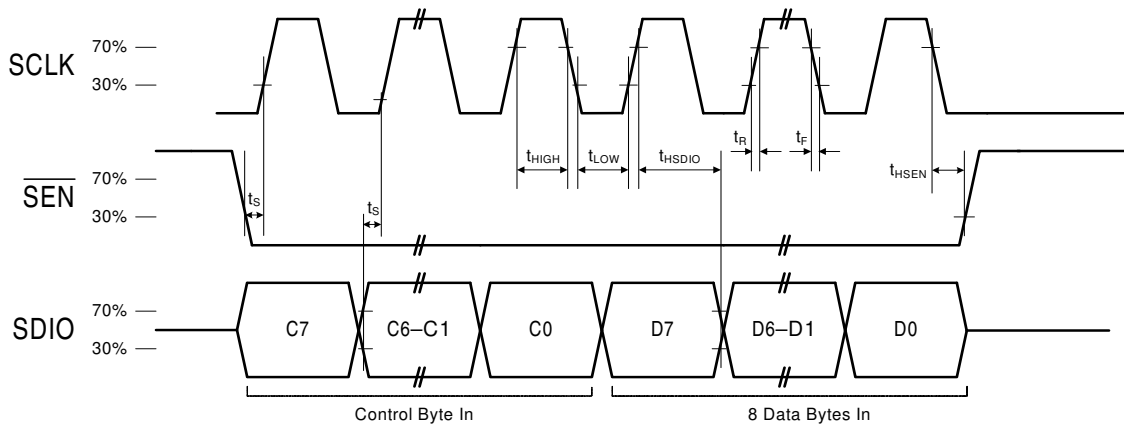 SCLK
70%
30%
tHIGH
tLOW
tHSDIO
tR
tF
tHSEN
SEN
70%
30%
tS
tS
SDIO
70%
30%
C7
C6–C1
C0
D7
D6–D1
D0
Control Byte In
8 Data Bytes In